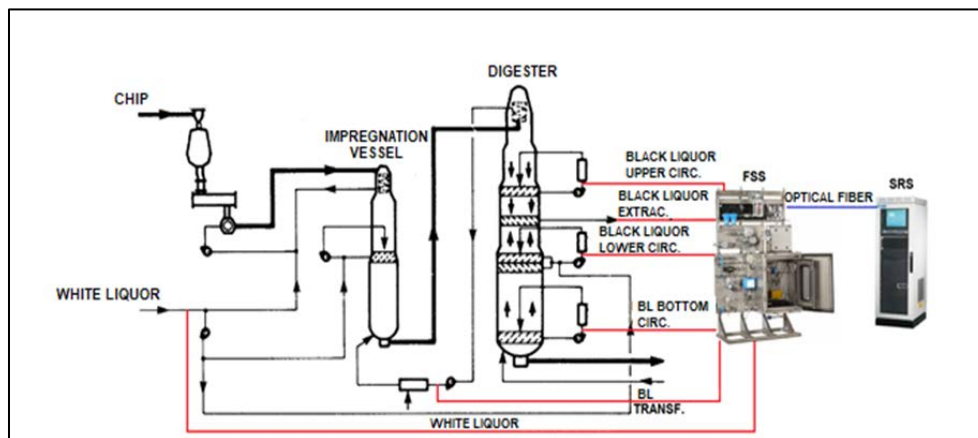 DIGESTER
CHIP
IMPREGNATION
VESSEL
BLACK LIQUOR
UPPER CIRC.
FSS
SRS
BLACK LIQUOR
EXTRAC.
OPTICAL FIBER
BLACK LIQUOR
LOWER CIRC.
WHITE LIQUOR
BL BOTTOM
CIRC.
BL
TRANSF.
WHITE LIQUOR